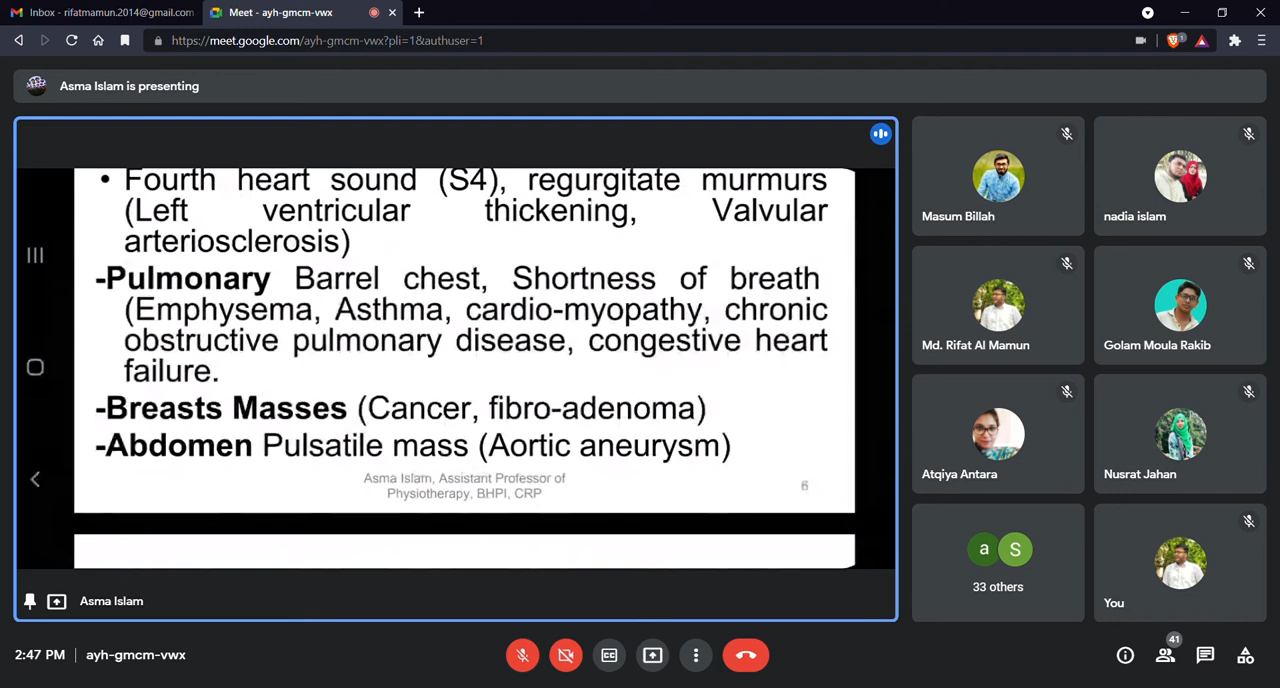 Inbox - rifatmamun.2014@gmail.com
Meet - ayh-gmcm-vwx
https://meet.google.com/ayh-gmcm-vwx?pli=1&authuser=1
1
Asma Islam is presenting
• Fourth heart sound (S4), regurgitate murmurs
(Left ventricular thickening, Valvular
arteriosclerosis)
-Pulmonary Barrel chest, Shortness of breath
(Emphysema, Asthma, cardio-myopathy, chronic
obstructive pulmonary disease, congestive heart
failure.
-Breasts Masses (Cancer, fibro-adenoma)
-Abdomen Pulsatile mass (Aortic aneurysm)
Asma Islam, Assistant Professor of
Physiotherapy, BHPI, CRP
6
Asma Islam
Masum Billah
nadia islam
Md. Rifat Al Mamun
Golam Moula Rakib
Atqiya Antara
Nusrat Jahan
a S
33 others
You
2:47 PM | ayh-gmcm-vwx
CC
41